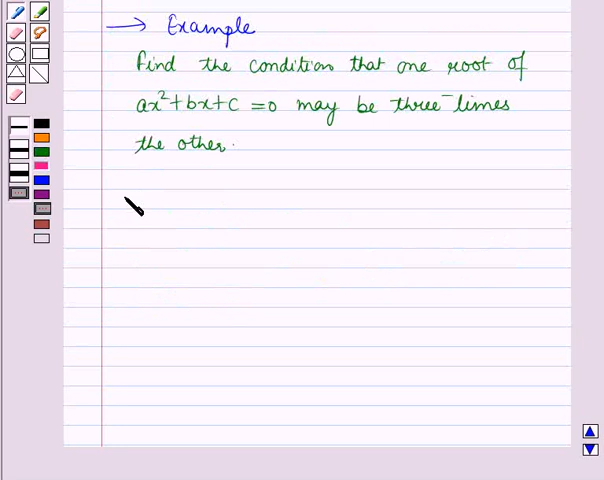 → Example
Find the condition that one root of
ax²+bx+c =0 may be three times
the other.